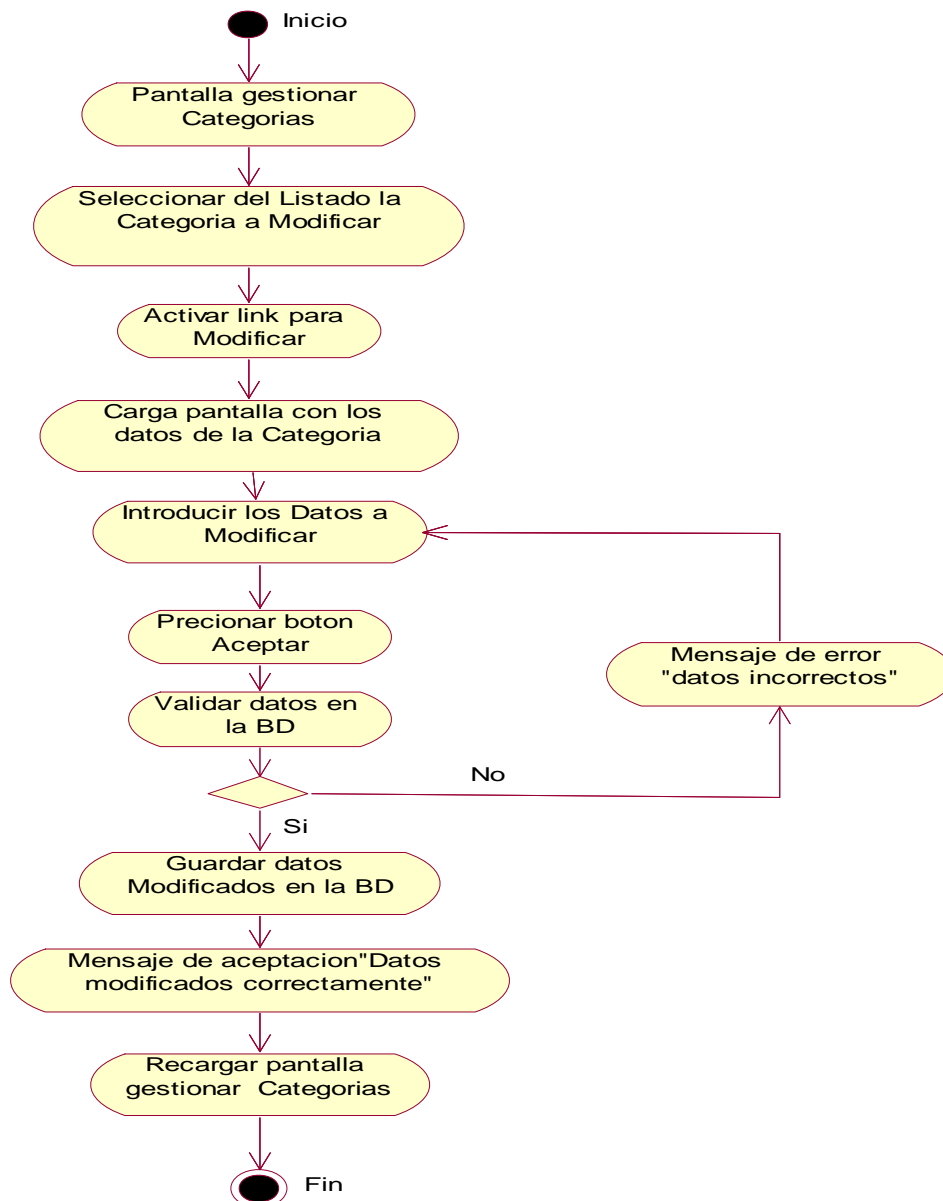 Inicio
Pantalla gestionar
Categorias
Seleccionar del Listado la
Categoria a Modificar
Activar link para
Modificar
Carga pantalla con los
datos de la Categoria
Introducir los Datos a
Modificar
Precionar boton
Aceptar
Mensaje de error
"datos incorrectos"
Validar datos en
la BD
No
Si
Guardar datos
Modificados en la BD
Mensaje de aceptacion"Datos
modificados correctamente"
Recargar pantalla
gestionar Categorias
Fin